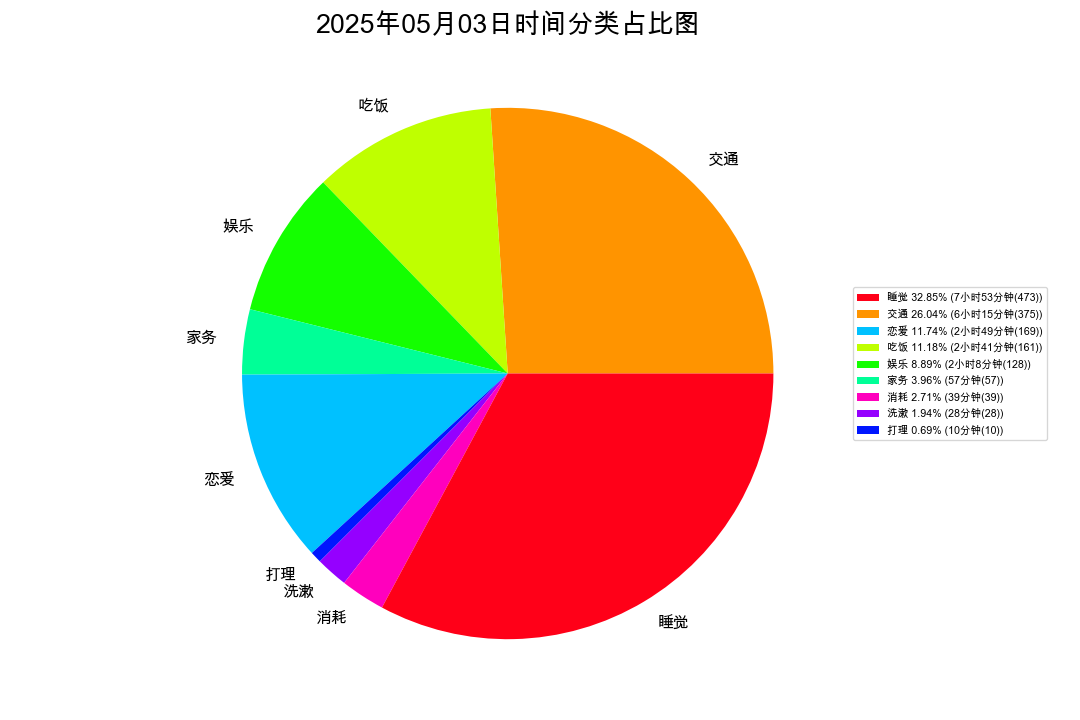 2025年05月03日时间分类占比图
吃饭
交通
娱乐
家务
恋爱
打理
洗漱
消耗
睡觉
睡觉 32.85% (7小时53分钟(473))
交通 26.04% (6小时15分钟(375))
恋爱 11.74% (2小时49分钟(169))
吃饭 11.18% (2小时41分钟(161))
娱乐 8.89% (2小时8分钟(128))
家务 3.96% (57分钟(57))
消耗 2.71% (39分钟(39))
洗漱 1.94% (28分钟(28))
打理 0.69% (10分钟(10))